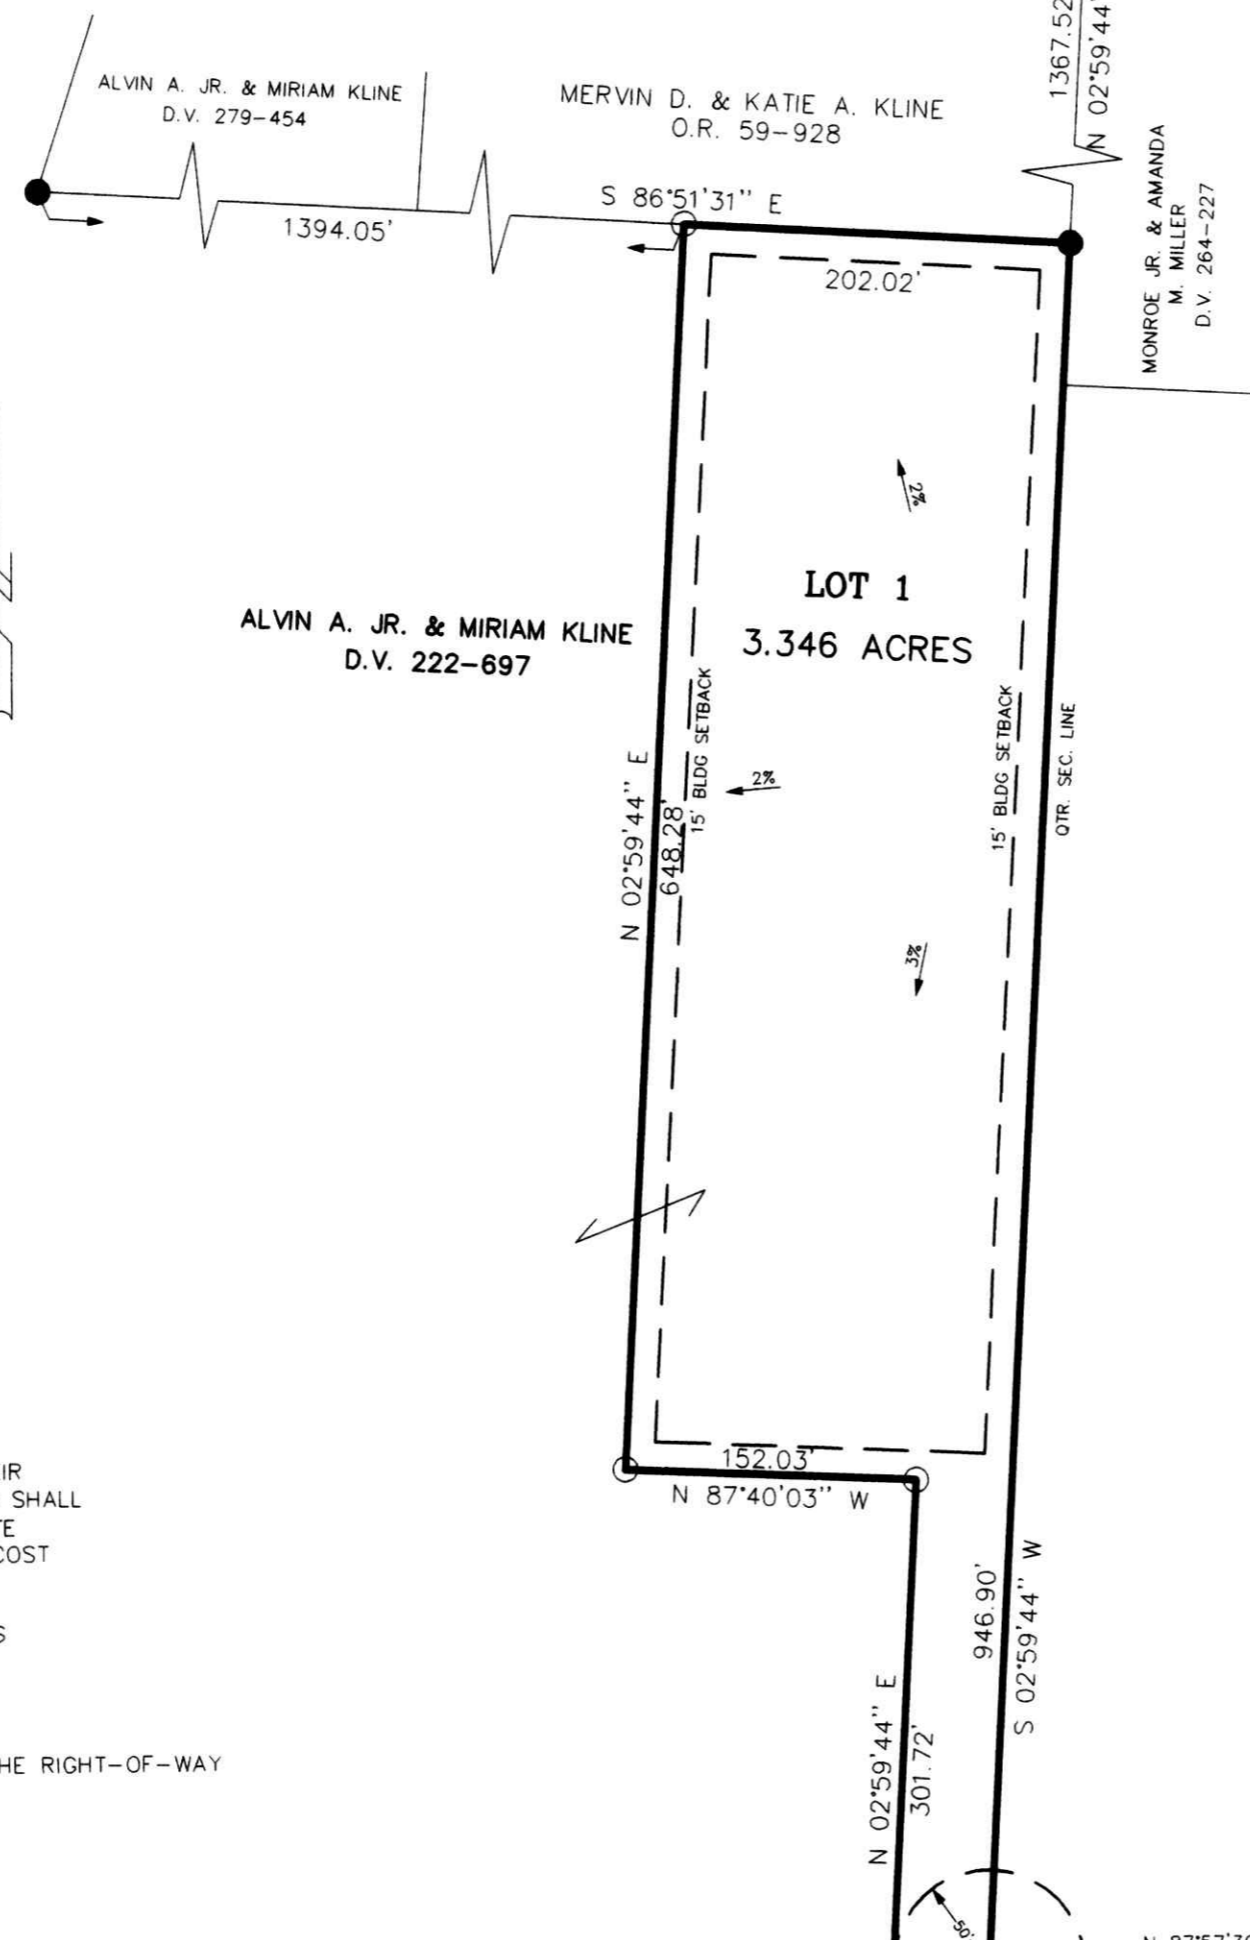 1367.52
N 02°59'44"
ALVIN A. JR. & MIRIAM KLINE
D.V. 279-454
MERVIN D. & KATIE A. KLINE
O.R. 59-928
MONROE JR. & AMANDA
M. MILLER
D.V. 264-227
S 86°51'31" E
1394.05'
202.02'
2%
LOT 1
3.346 ACRES
ALVIN A. JR. & MIRIAM KLINE
D.V. 222-697
15' BLDG SETBACK
15' BLDG SETBACK
QTR. SEC. LINE
2%
N 02°59'44" E
648.28'
3%
152.03'
N 87°40'03" W
IR
SHALL
TE
COST
S
HE RIGHT-OF-WAY
946.90'
S 02°59'44" W
N 02°59'44" E
301.72'
50'